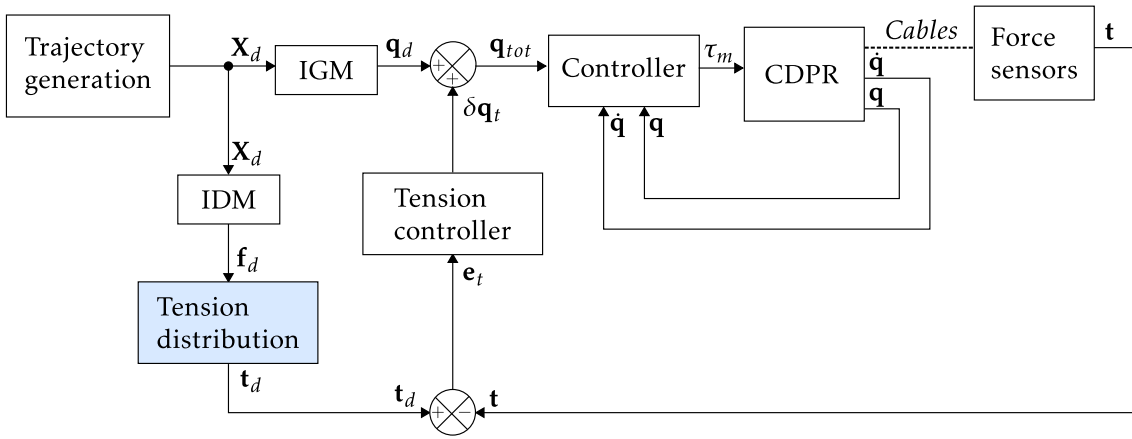 Trajectory
generation
X_d
IGM
q_d
+
+
q_tot
Controller
τ_m
CDPR
Cables
Force
sensors
t
q̇
q
q̇
q
δq_t
X_d
IDM
f_d
Tension
controller
e_t
Tension
distribution
t_d
t_d
+
−
t